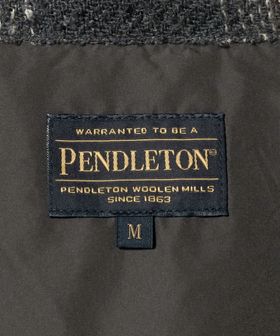 WARRANTED TO BE A
PENDLETON®
PENDLETON WOOLEN MILLS
SINCE 1863
M